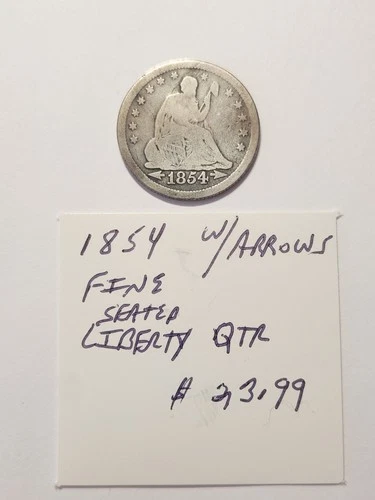 1854
1854 W/ARROWS
FINE
SEATED
LIBERTY QTR
$ 23.99